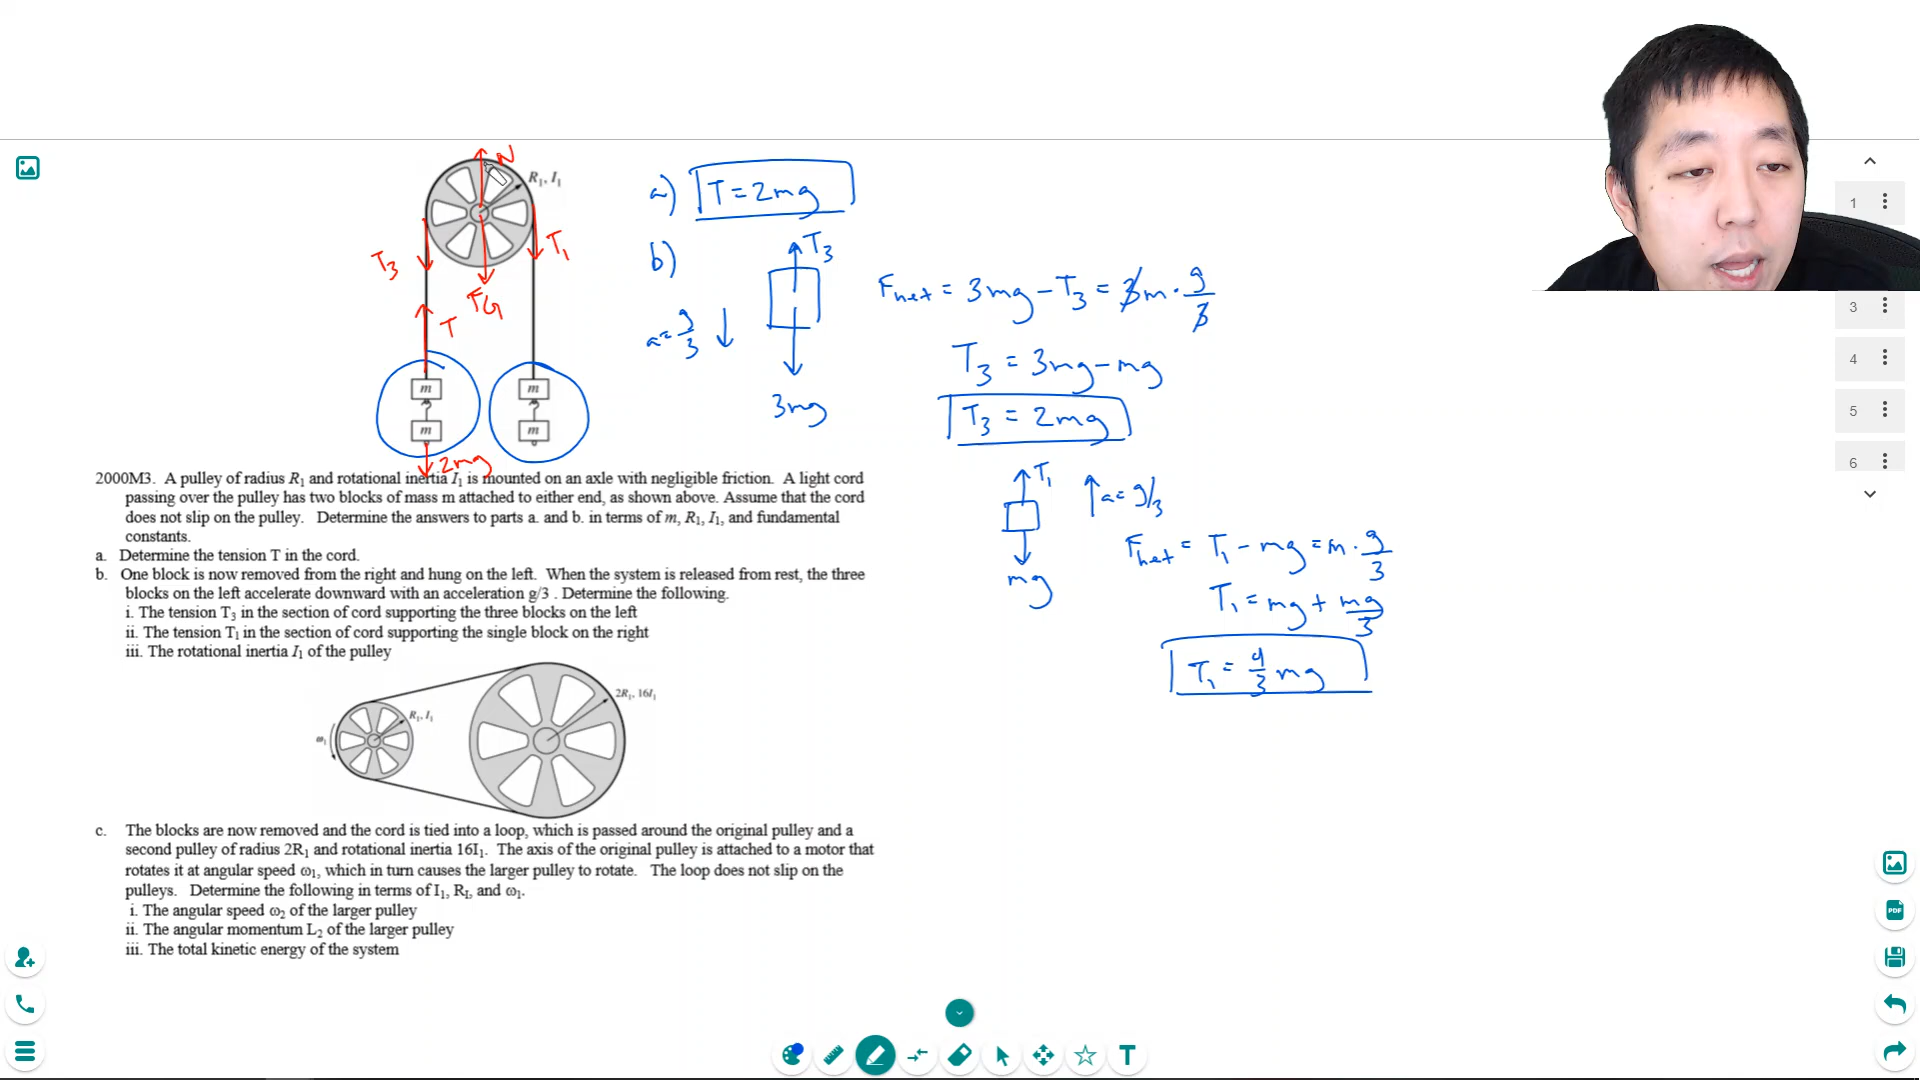 N
R₁, I₁
T₃
T₁
F_G
T
m
m
m
m
2mg
a) T = 2mg
b)
T₃
a = g/3
3mg
F_net = 3mg - T₃ = 3m · g/3
T₃ = 3mg - mg
T₃ = 2mg
T₁
a = g/3
mg
F_net = T₁ - mg = m · g/3
T₁ = mg + mg/3
T₁ = 4/3 mg
2000M3. A pulley of radius R₁ and rotational inertia I₁ is mounted on an axle with negligible friction. A light cord
passing over the pulley has two blocks of mass m attached to either end, as shown above. Assume that the cord
does not slip on the pulley. Determine the answers to parts a. and b. in terms of m, R₁, I₁, and fundamental
constants.
a. Determine the tension T in the cord.
b. One block is now removed from the right and hung on the left. When the system is released from rest, the three
blocks on the left accelerate downward with an acceleration g/3 . Determine the following.
i. The tension T₃ in the section of cord supporting the three blocks on the left
ii. The tension T₁ in the section of cord supporting the single block on the right
iii. The rotational inertia I₁ of the pulley
2R₁, 16I₁
R₁, I₁
ω₁
c. The blocks are now removed and the cord is tied into a loop, which is passed around the original pulley and a
second pulley of radius 2R₁ and rotational inertia 16I₁. The axis of the original pulley is attached to a motor that
rotates it at angular speed ω₁, which in turn causes the larger pulley to rotate. The loop does not slip on the
pulleys. Determine the following in terms of I₁, R₁, and ω₁.
i. The angular speed ω₂ of the larger pulley
ii. The angular momentum L₂ of the larger pulley
iii. The total kinetic energy of the system
1
3
4
5
6
PDF
T